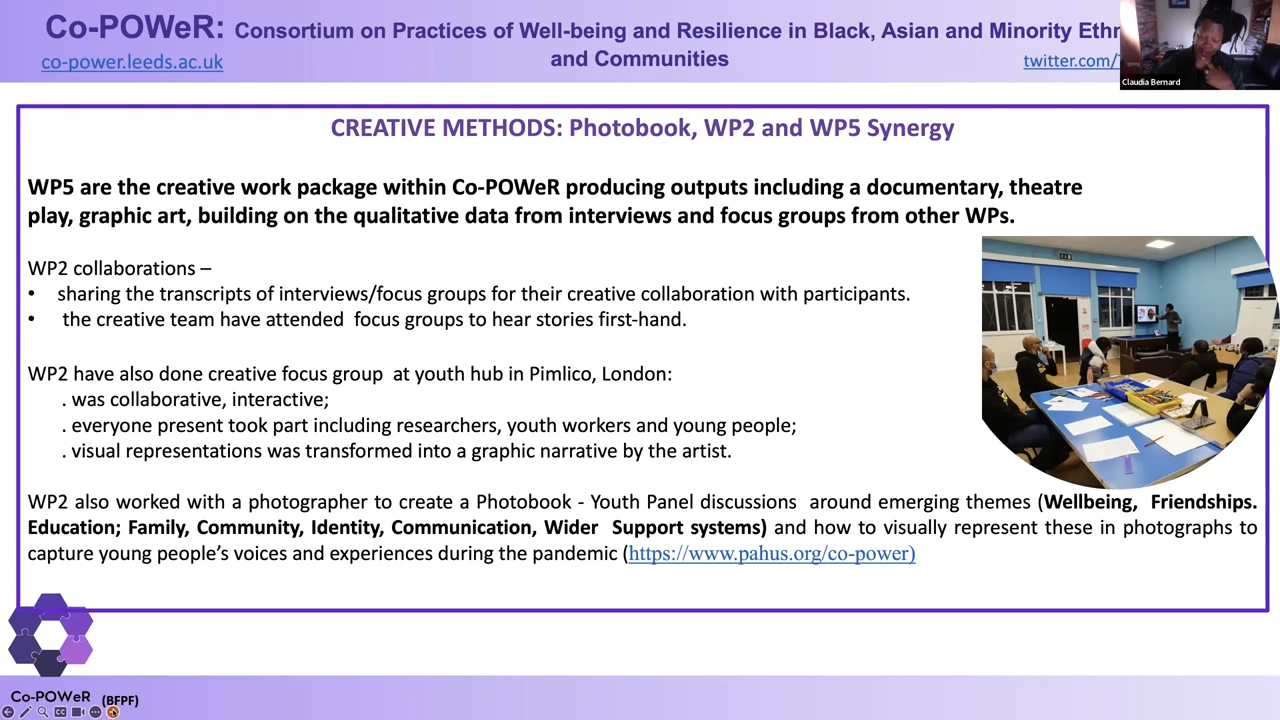 Co-POWeR: Consortium on Practices of Well-being and Resilience in Black, Asian and Minority Ethn
and Communities
co-power.leeds.ac.uk
twitter.com/
Claudia Bernard
CREATIVE METHODS: Photobook, WP2 and WP5 Synergy
WP5 are the creative work package within Co-POWeR producing outputs including a documentary, theatre
play, graphic art, building on the qualitative data from interviews and focus groups from other WPs.
WP2 collaborations –
• sharing the transcripts of interviews/focus groups for their creative collaboration with participants.
• the creative team have attended focus groups to hear stories first-hand.
WP2 have also done creative focus group at youth hub in Pimlico, London:
. was collaborative, interactive;
. everyone present took part including researchers, youth workers and young people;
. visual representations was transformed into a graphic narrative by the artist.
WP2 also worked with a photographer to create a Photobook - Youth Panel discussions around emerging themes (Wellbeing, Friendships.
Education; Family, Community, Identity, Communication, Wider Support systems) and how to visually represent these in photographs to
capture young people’s voices and experiences during the pandemic (https://www.pahus.org/co-power)
Co-POWeR (BFPF)
CC